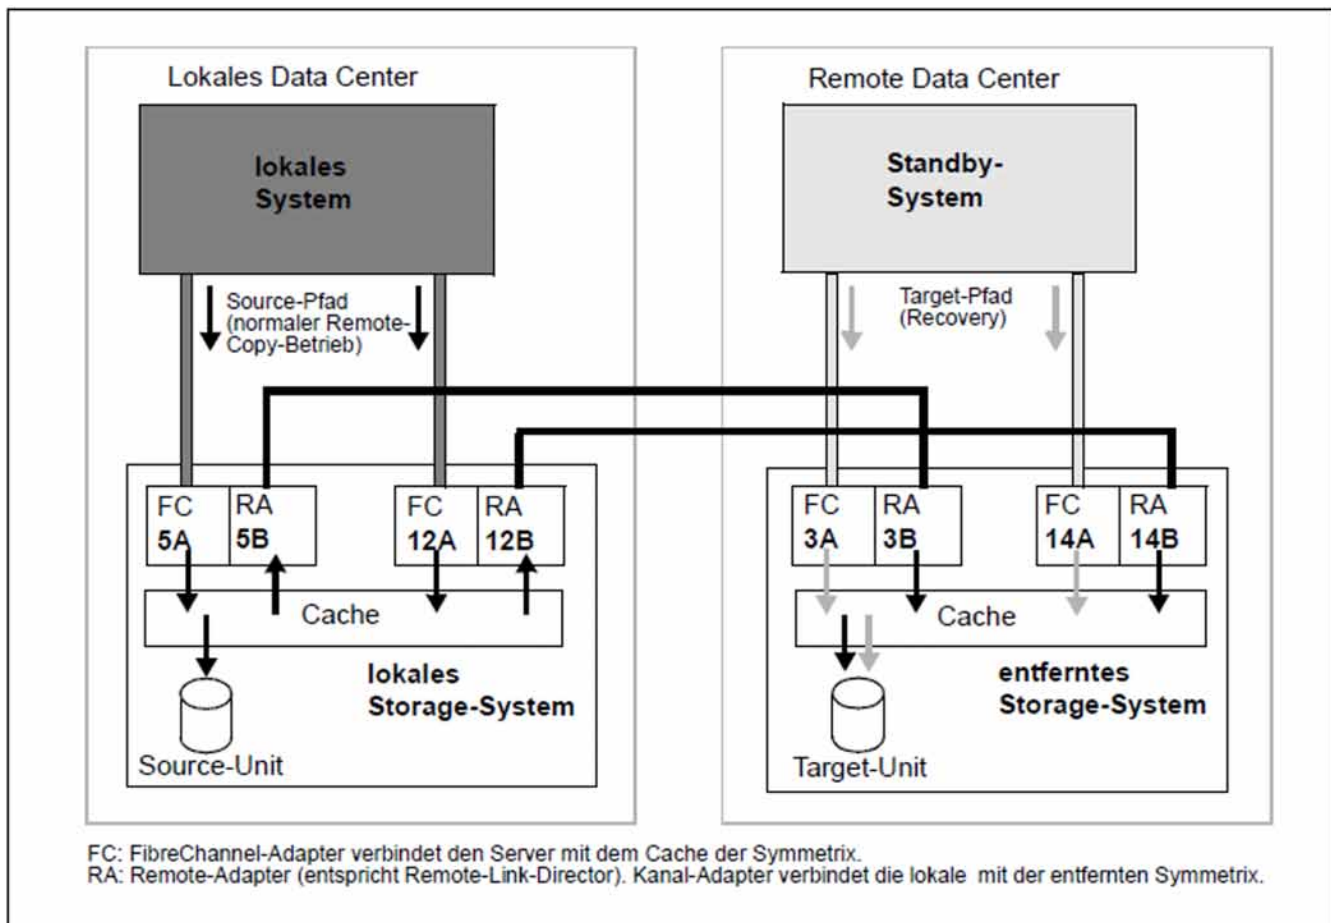 Lokales Data Center
lokales
System
Source-Pfad
(normaler Remote-
Copy-Betrieb)
FC
5A
RA
5B
FC
12A
RA
12B
Cache
lokales
Storage-System
Source-Unit
Remote Data Center
Standby-
System
Target-Pfad
(Recovery)
FC
3A
RA
3B
FC
14A
RA
14B
Cache
entferntes
Storage-System
Target-Unit
FC: FibreChannel-Adapter verbindet den Server mit dem Cache der Symmetrix.
RA: Remote-Adapter (entspricht Remote-Link-Director). Kanal-Adapter verbindet die lokale mit der entfernten Symmetrix.